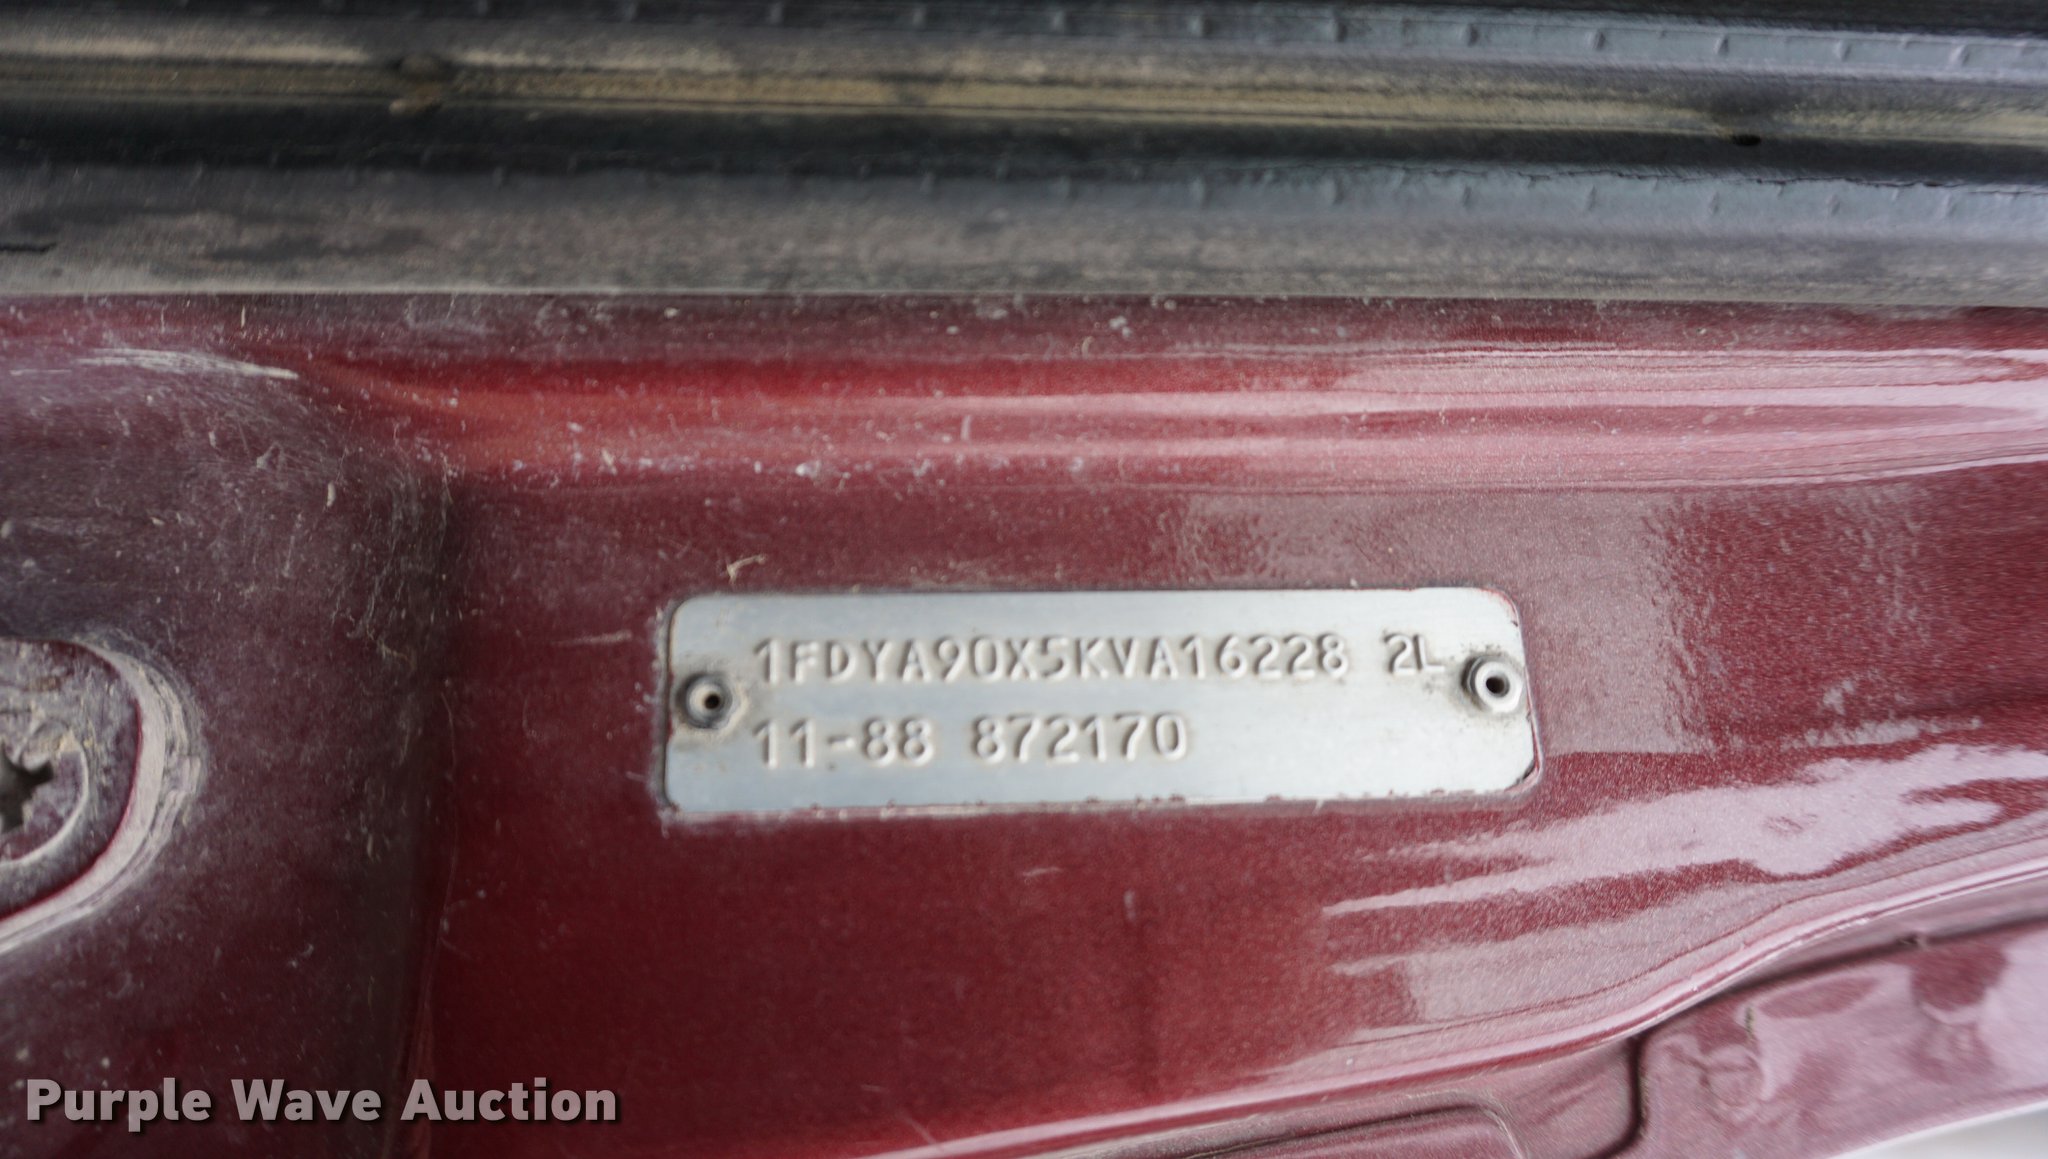 1FDYA90X5KVA16228 2L
11-88 872170
Purple Wave Auction